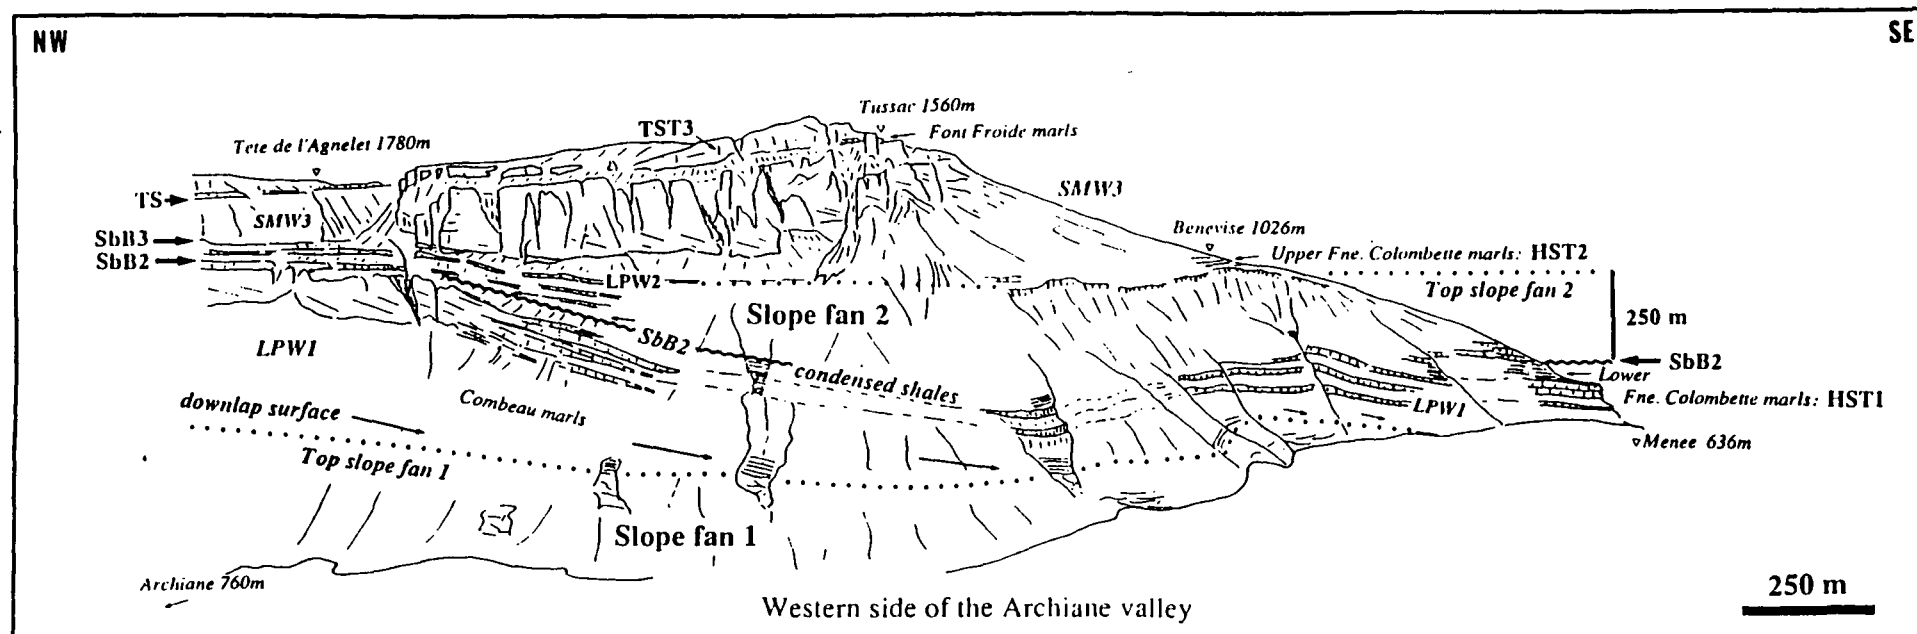 NW
SE
Tussac 1560m
TST3
Font Froide marls
Tete de l'Agnelet 1780m
TS
SMW3
SMW3
SbB3
SbB2
Benevise 1026m
Upper Fne. Colombette marls: HST2
Top slope fan 2
LPW2
Slope fan 2
250 m
LPW1
SbB2
SbB2
condensed shales
Lower
Combeau marls
LPW1
Fne. Colombette marls: HST1
downlap surface
Top slope fan 1
Menee 636m
Slope fan 1
Archiane 760m
250 m
Western side of the Archiane valley